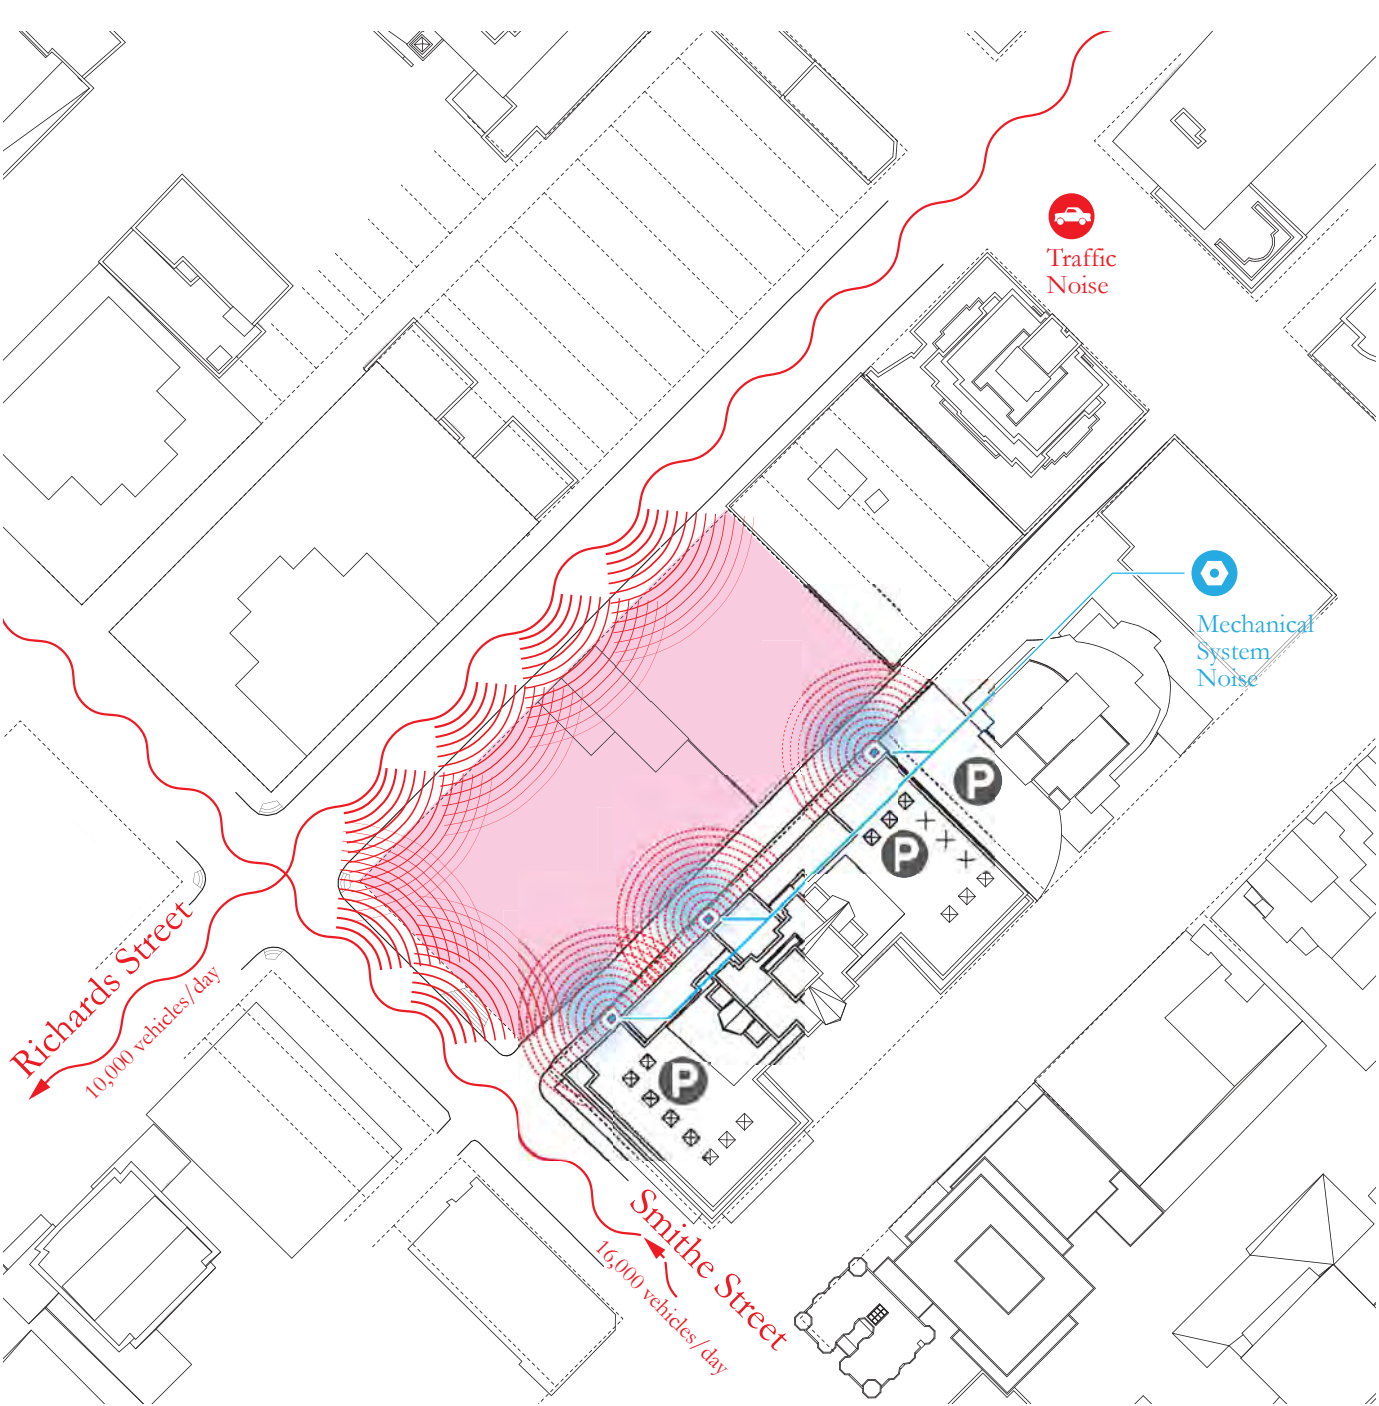 Traffic
Noise
Mechanical
System
Noise
P
P
P
Richards Street
10,000 vehicles/day
Smithe Street
16,000 vehicles/day